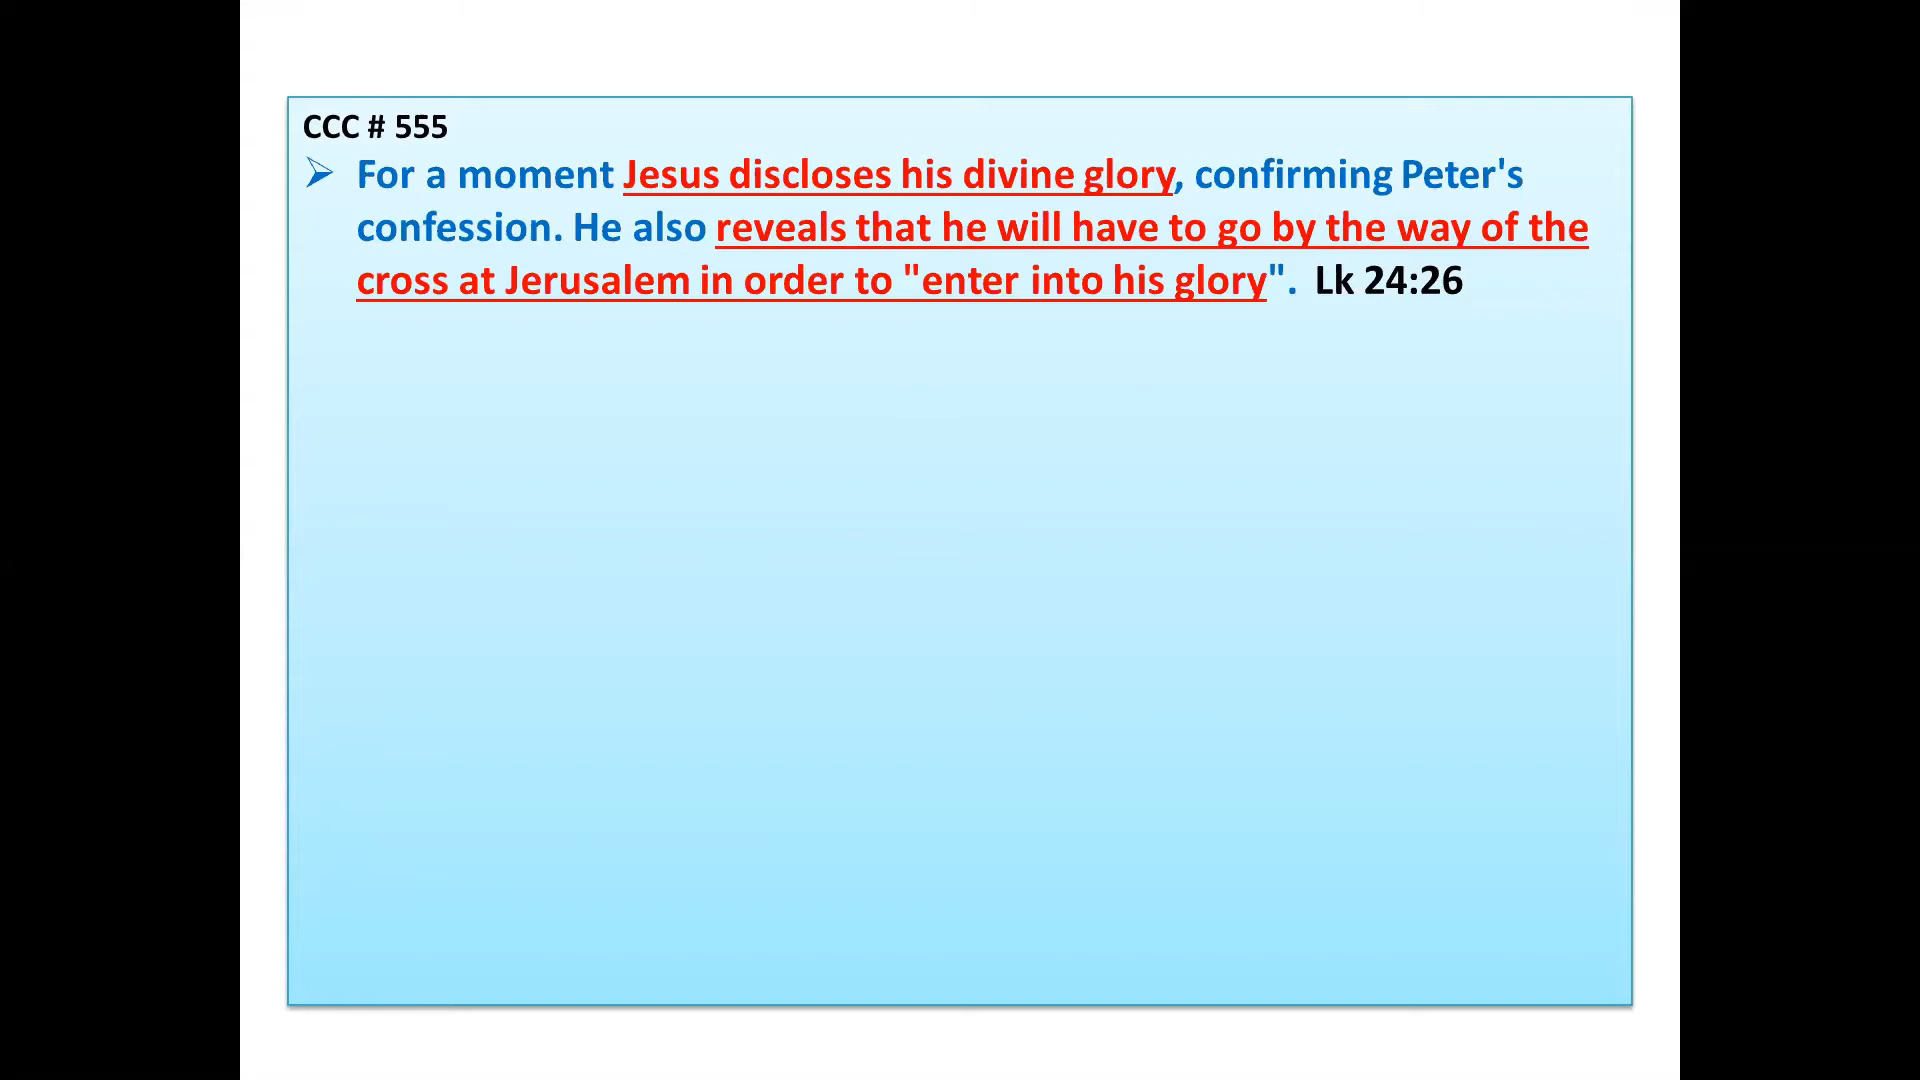 CCC # 555
➢ For a moment Jesus discloses his divine glory, confirming Peter's
confession. He also reveals that he will have to go by the way of the
cross at Jerusalem in order to "enter into his glory". Lk 24:26